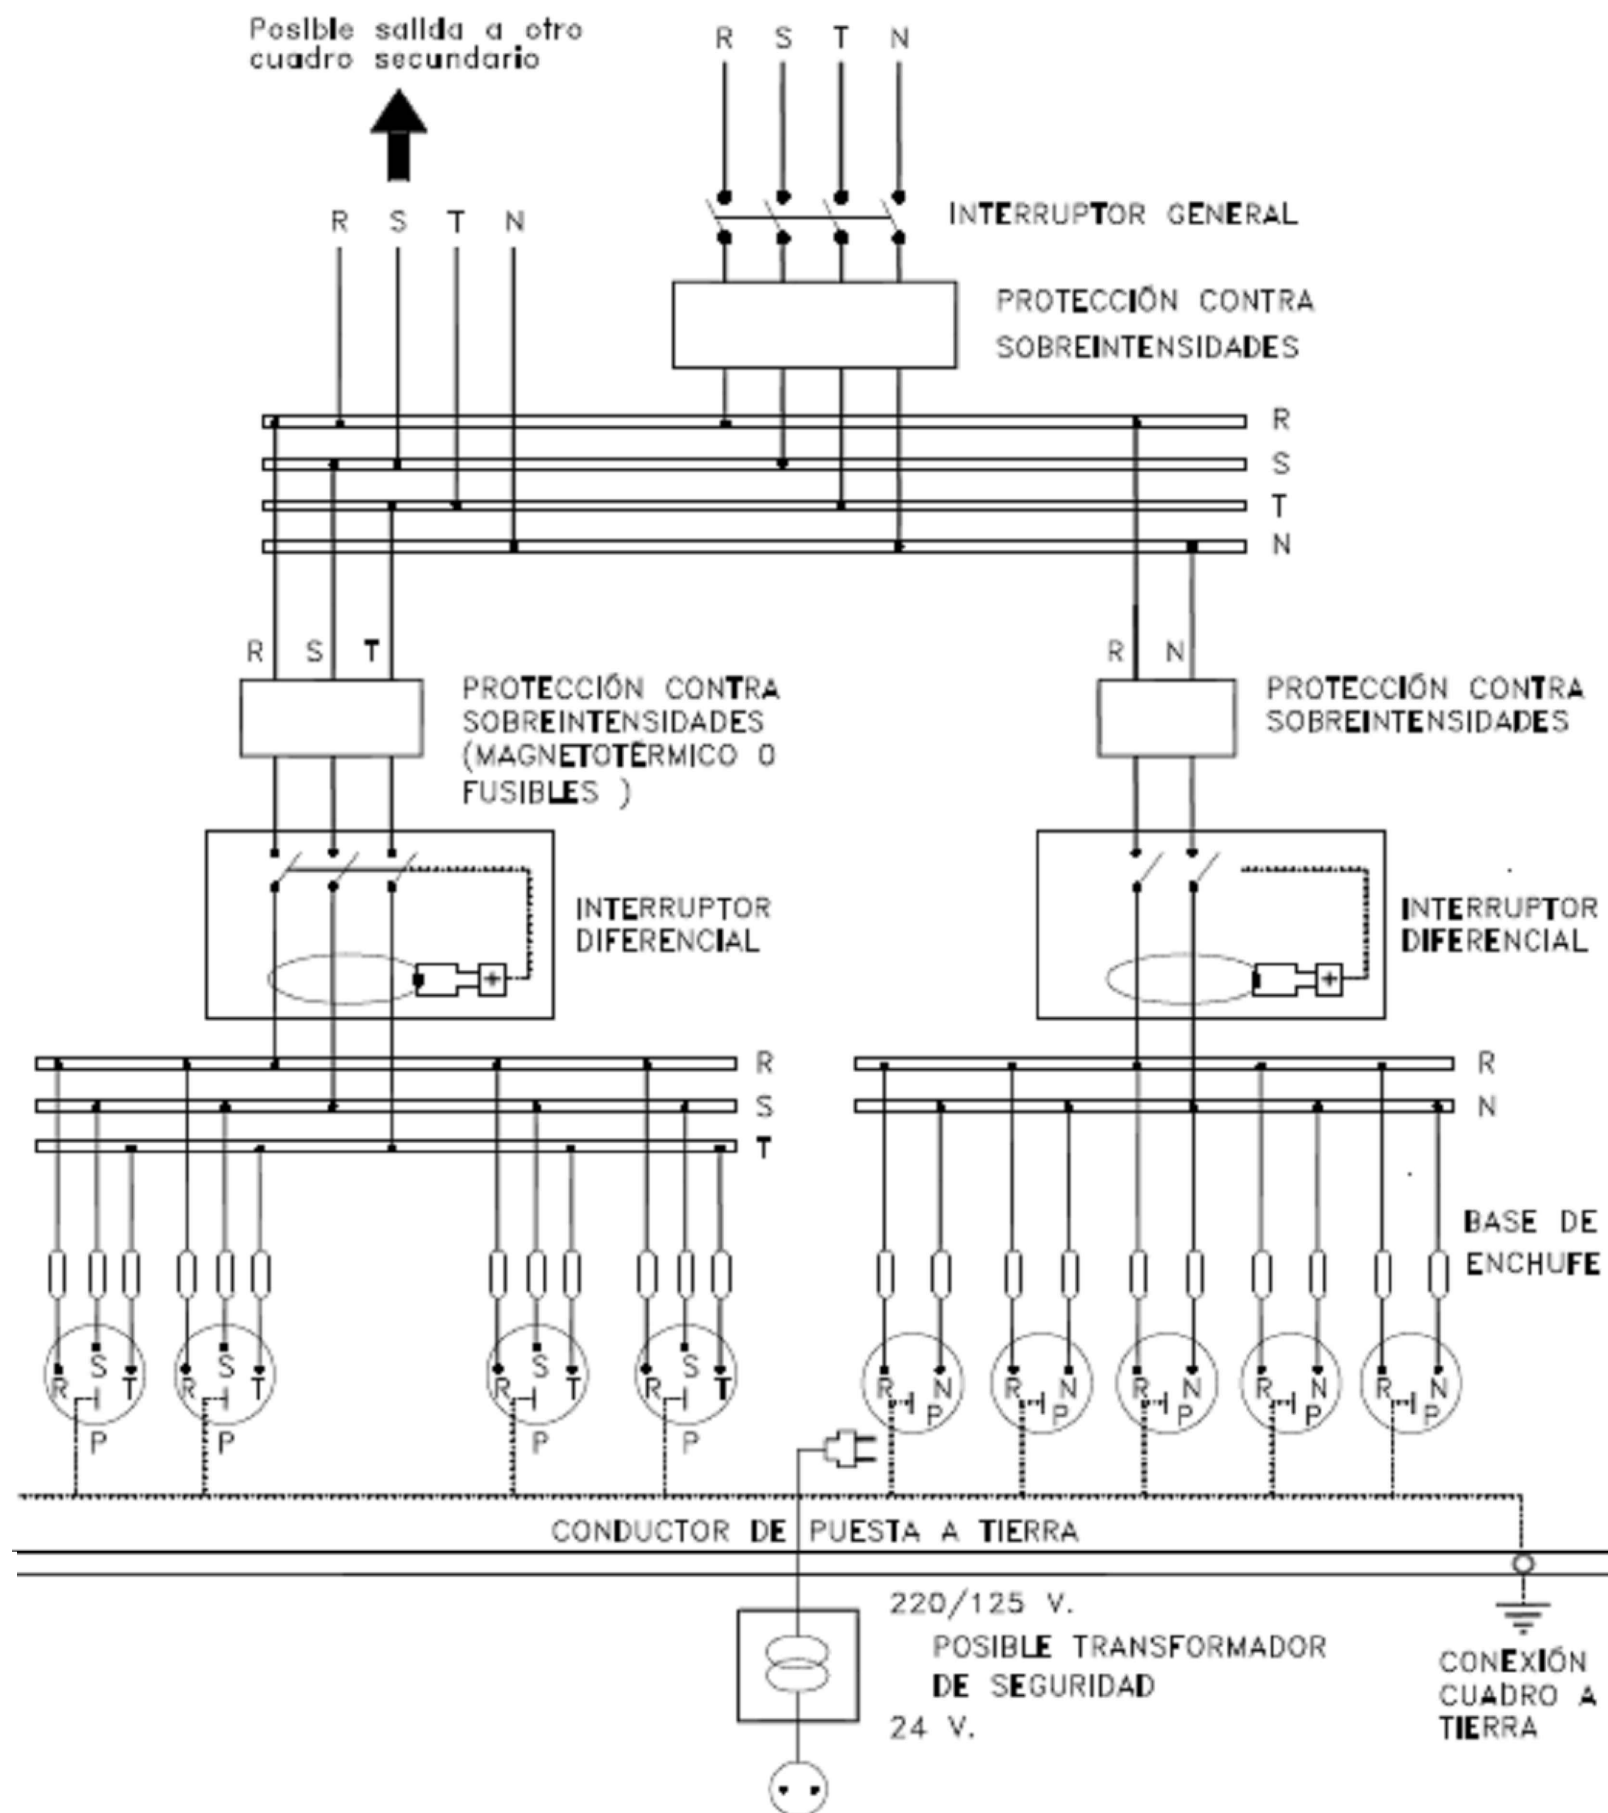 Posible salida a otro
cuadro secundario
R S T N
R S T N
INTERRUPTOR GENERAL
PROTECCIÓN CONTRA
SOBREINTENSIDADES
R
S
T
N
R S T
PROTECCIÓN CONTRA
SOBREINTENSIDADES
(MAGNETOTÉRMICO O
FUSIBLES )
R N
PROTECCIÓN CONTRA
SOBREINTENSIDADES
INTERRUPTOR
DIFERENCIAL
+
INTERRUPTOR
DIFERENCIAL
+
R
S
T
R
N
BASE DE
ENCHUFE
R S T
P
R S T
P
R S T
P
R S T
P
R N
P
R N
P
R N
P
R N
P
R N
P
CONDUCTOR DE PUESTA A TIERRA
220/125 V.
POSIBLE TRANSFORMADOR
DE SEGURIDAD
24 V.
CONEXIÓN
CUADRO A
TIERRA